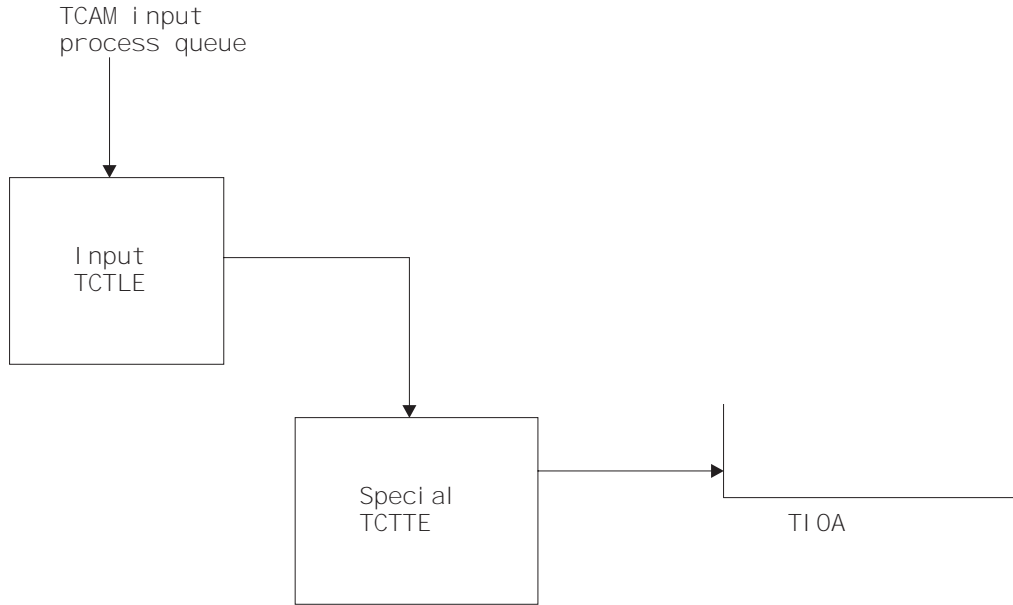 TCAM input
process queue
Input
TCTLE
Special
TCTTE
TIOA